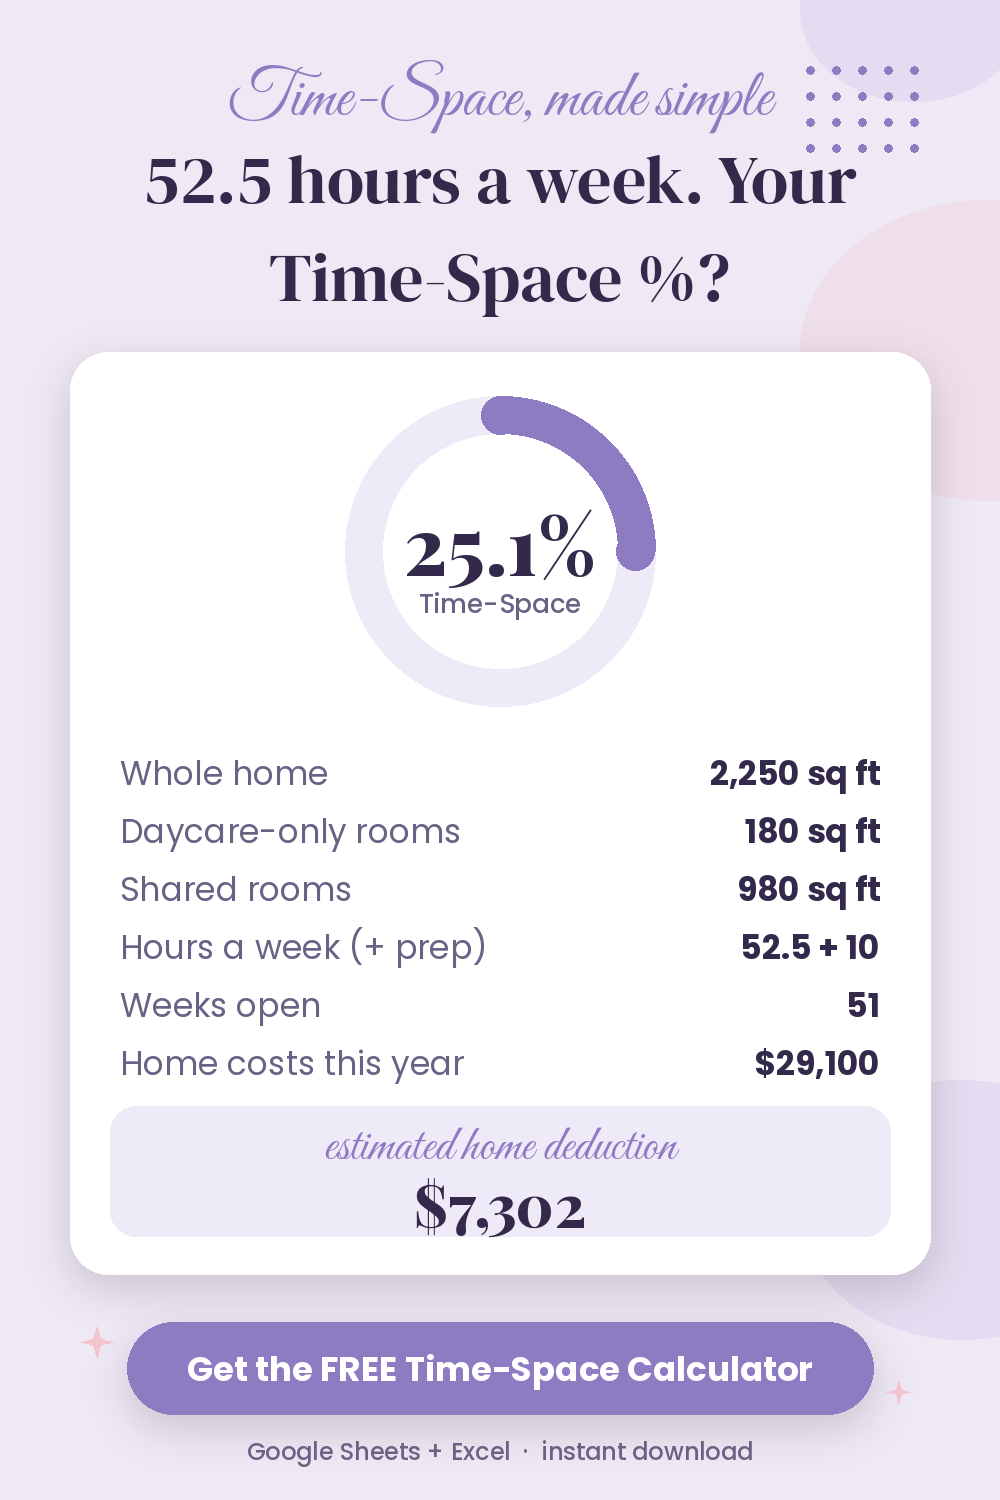 Time-Space, made simple
52.5 hours a week. Your
Time-Space %?
25.1%
Time-Space
Whole home 2,250 sq ft
Daycare-only rooms 180 sq ft
Shared rooms 980 sq ft
Hours a week (+ prep) 52.5 + 10
Weeks open 51
Home costs this year $29,100
estimated home deduction
$7,302
Get the FREE Time-Space Calculator
Google Sheets + Excel · instant download